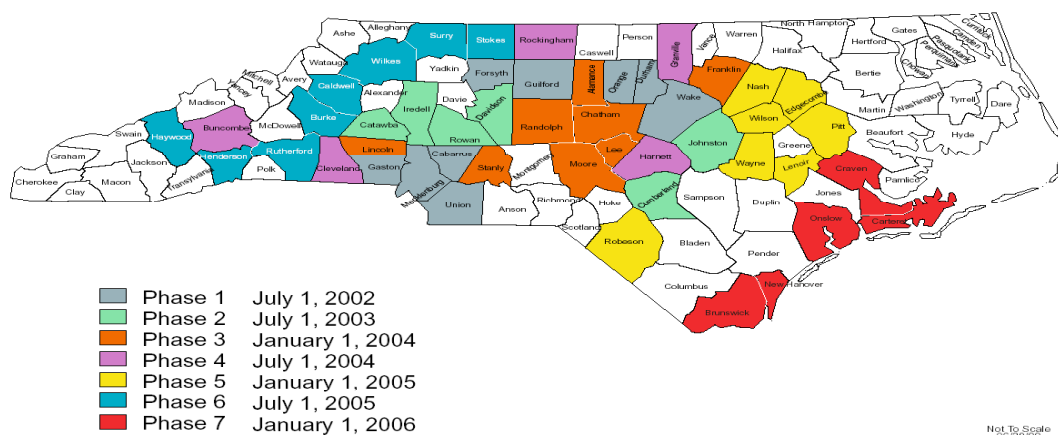 Alleghany
Ashe
Surry
Stokes
Rockingham
Caswell
Person
Granville
Vance
Warren
North Hampton
Gates
Currituck
Camden
Pasquotank
Perquimans
Chowan
Hertford
Halifax
Watauga
Wilkes
Yadkin
Forsyth
Guilford
Alamance
Orange
Durham
Franklin
Bertie
Mitchell
Avery
Yancey
Caldwell
Alexander
Davie
Iredell
Davidson
Nash
Edgecombe
Wake
Martin
Washington
Tyrrell
Dare
Madison
Burke
McDowell
Catawba
Rowan
Randolph
Chatham
Wilson
Pitt
Beaufort
Hyde
Swain
Haywood
Buncombe
Lincoln
Lee
Johnston
Greene
Graham
Jackson
Henderson
Rutherford
Cleveland
Gaston
Cabarrus
Stanly
Montgomery
Moore
Harnett
Wayne
Lenoir
Craven
Pamlico
Cherokee
Clay
Macon
Transylvania
Polk
Mecklenburg
Union
Anson
Richmond
Hoke
Scotland
Cumberland
Sampson
Duplin
Jones
Onslow
Carteret
Robeson
Bladen
Pender
Columbus
New Hanover
Brunswick
Phase 1 July 1, 2002
Phase 2 July 1, 2003
Phase 3 January 1, 2004
Phase 4 July 1, 2004
Phase 5 January 1, 2005
Phase 6 July 1, 2005
Phase 7 January 1, 2006
Not To Scale